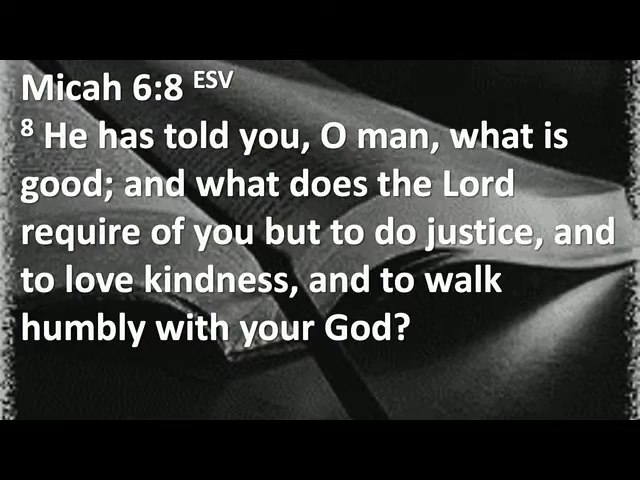 Micah 6:8 ESV
8 He has told you, O man, what is
good; and what does the Lord
require of you but to do justice, and
to love kindness, and to walk
humbly with your God?